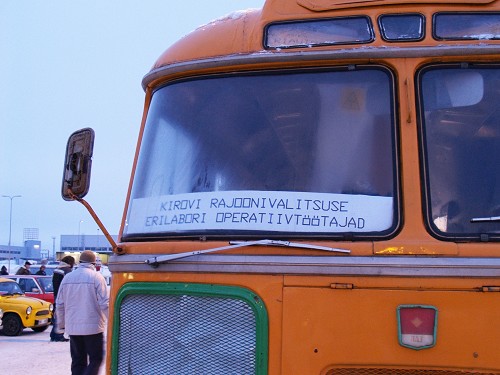 KIROVI RAJOONIVALITSUSE
ERILABORI OPERATIIVTÖÖTAJAD